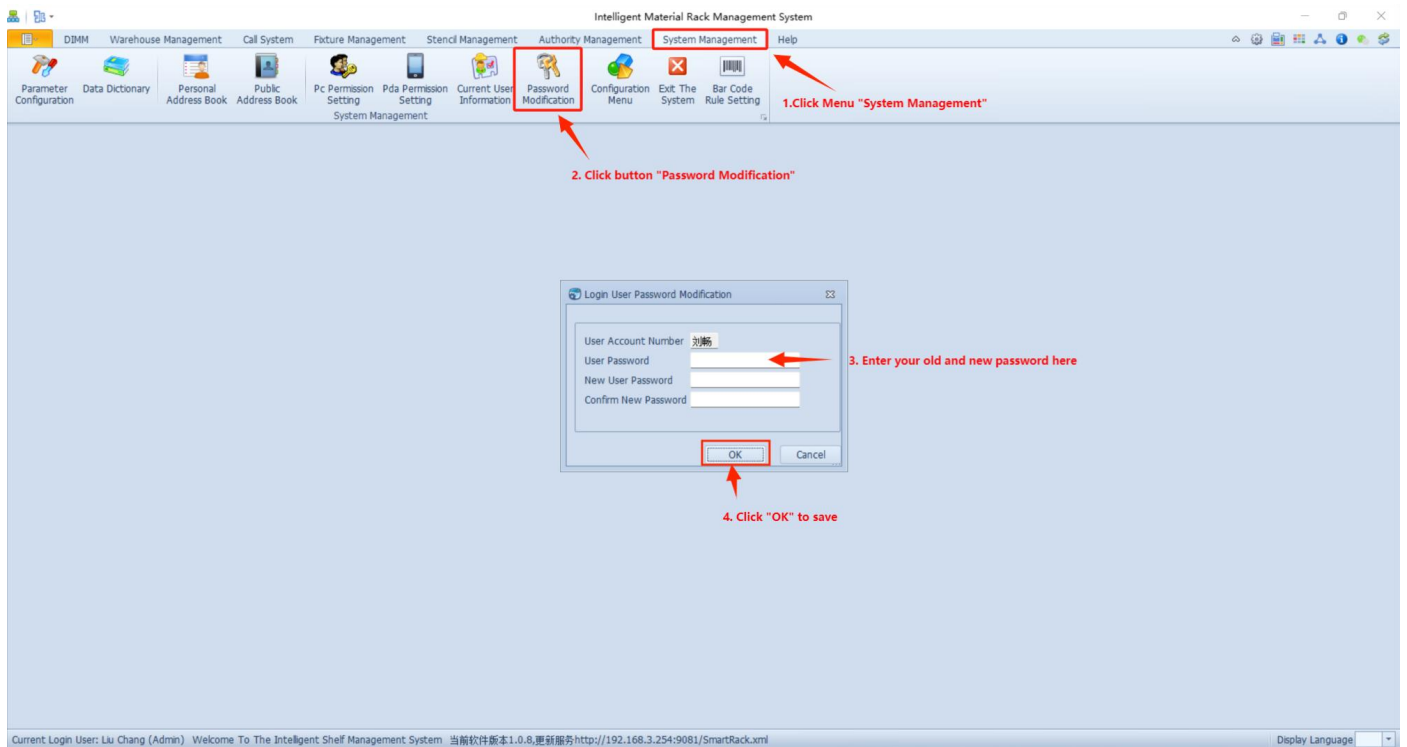 Intelligent Material Rack Management System
DIMM Warehouse Management Call System Fixture Management Stencil Management Authority Management System Management Help
Parameter Configuration
Data Dictionary
Personal Address Book
Public Address Book
Pc Permission Setting
Pda Permission Setting
Current User Information
Password Modification
Configuration Menu
Exit The System
Bar Code Rule Setting
System Management
1.Click Menu "System Management"
2. Click button "Password Modification"
Login User Password Modification
User Account Number 刘畅
User Password
3. Enter your old and new password here
New User Password
Confirm New Password
OK Cancel
4. Click "OK" to save
Current Login User: Liu Chang (Admin) Welcome To The Intelligent Shelf Management System 当前软件版本1.0.8,更新服务http://192.168.3.254:9081/SmartRack.xml Display Language